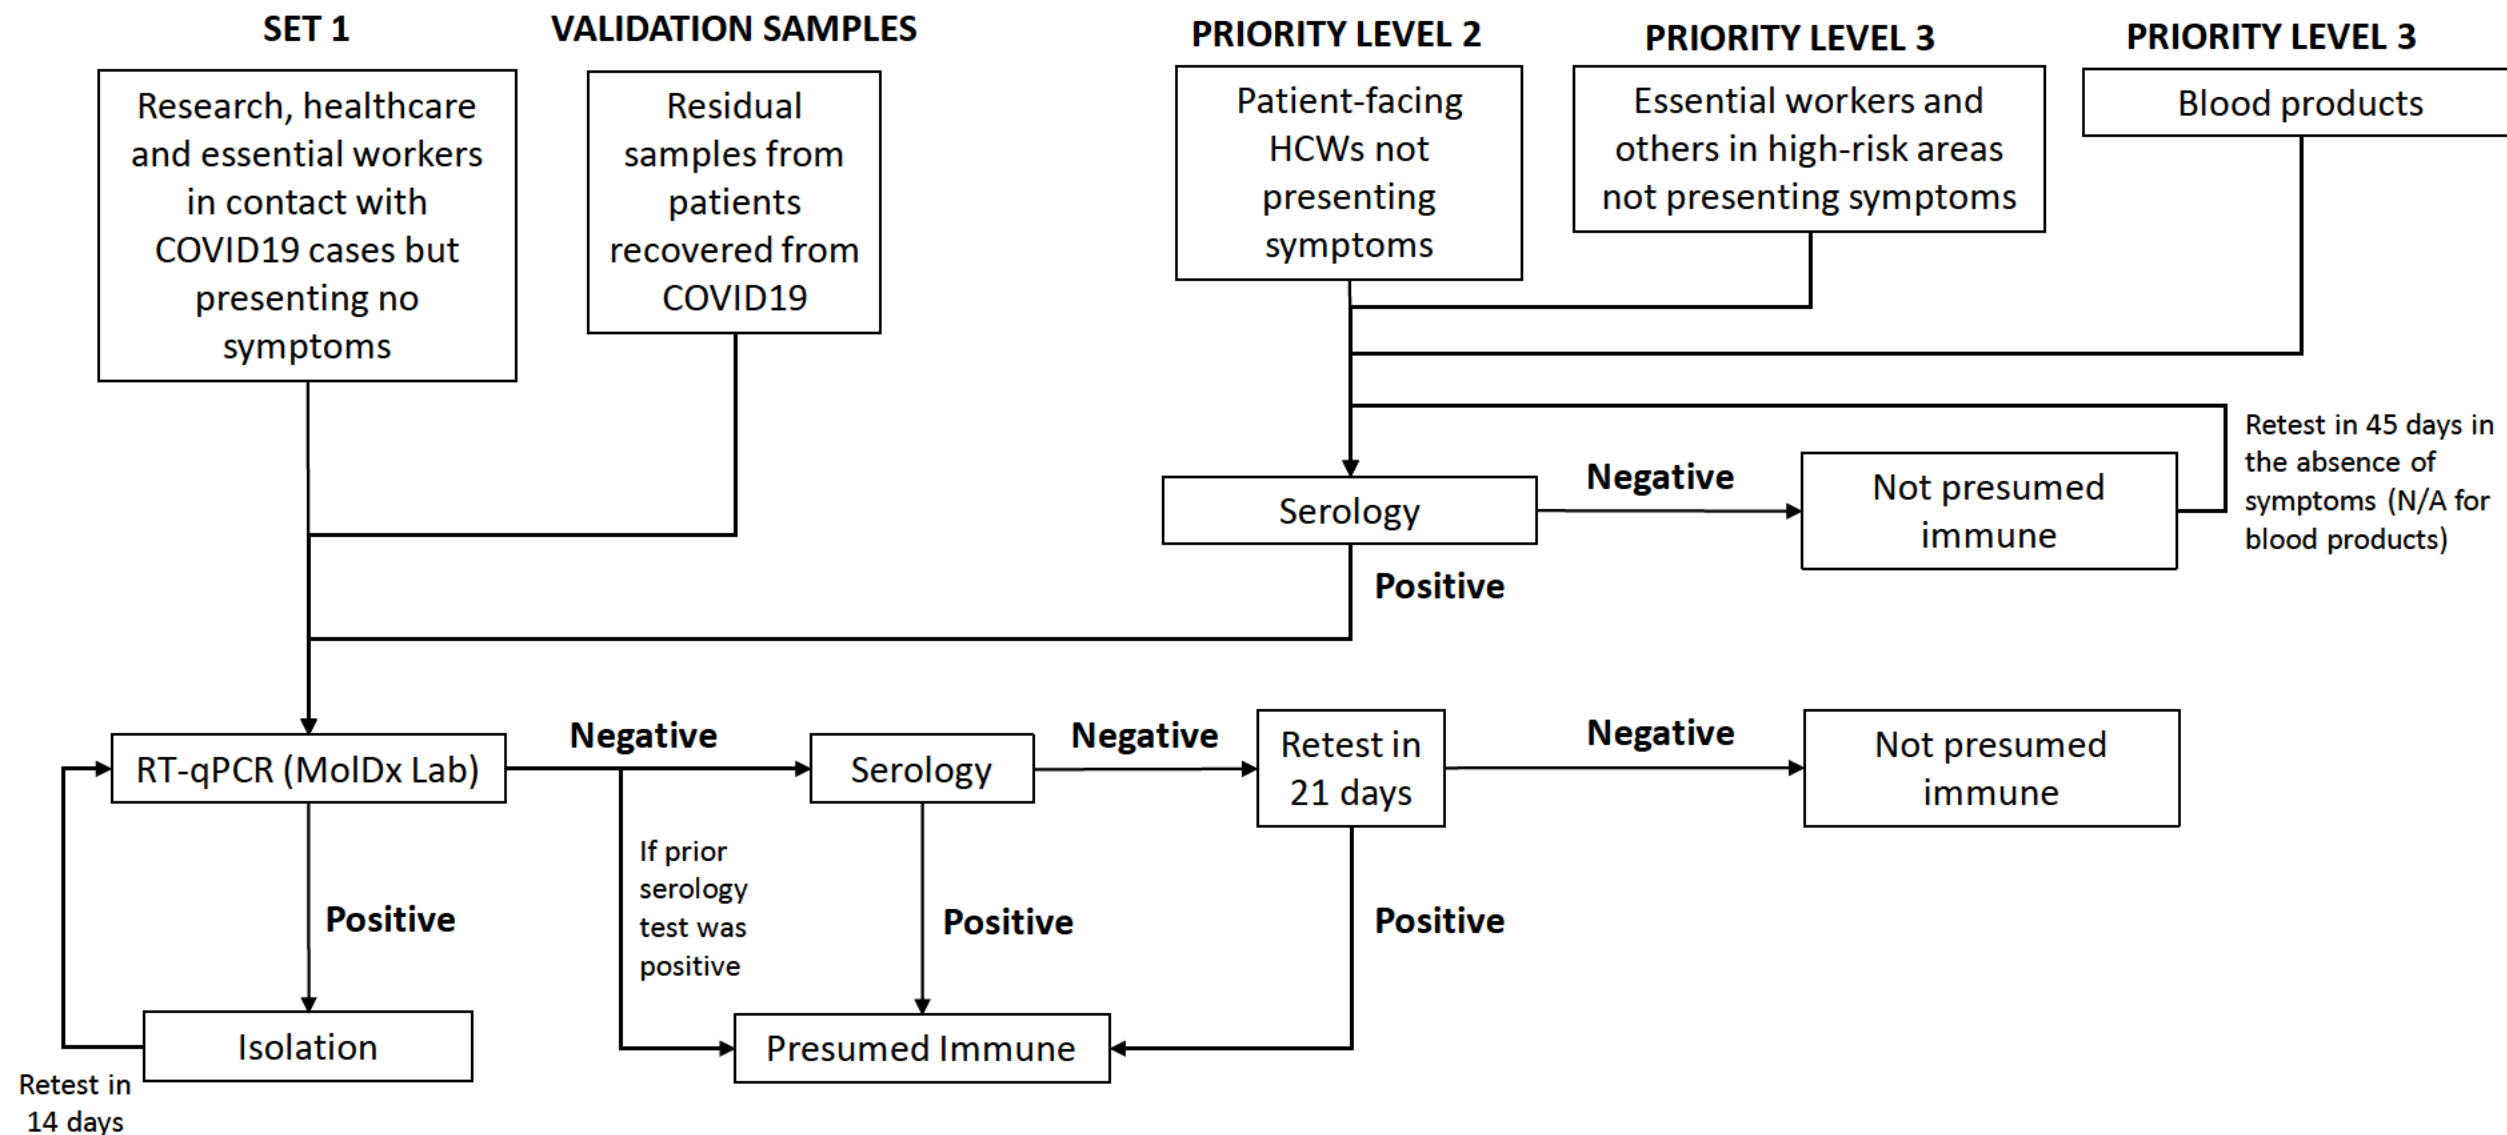 SET 1
Research, healthcare
and essential workers
in contact with
COVID19 cases but
presenting no
symptoms
VALIDATION SAMPLES
Residual
samples from
patients
recovered from
COVID19
PRIORITY LEVEL 2
Patient-facing
HCWs not
presenting
symptoms
PRIORITY LEVEL 3
Essential workers and
others in high-risk areas
not presenting symptoms
PRIORITY LEVEL 3
Blood products
Serology
Negative
Not presumed
immune
Retest in 45 days in
the absence of
symptoms (N/A for
blood products)
Positive
RT-qPCR (MolDx Lab)
Negative
Serology
Negative
Retest in
21 days
Negative
Not presumed
immune
Positive
If prior
serology
test was
positive
Positive
Positive
Isolation
Presumed Immune
Retest in
14 days